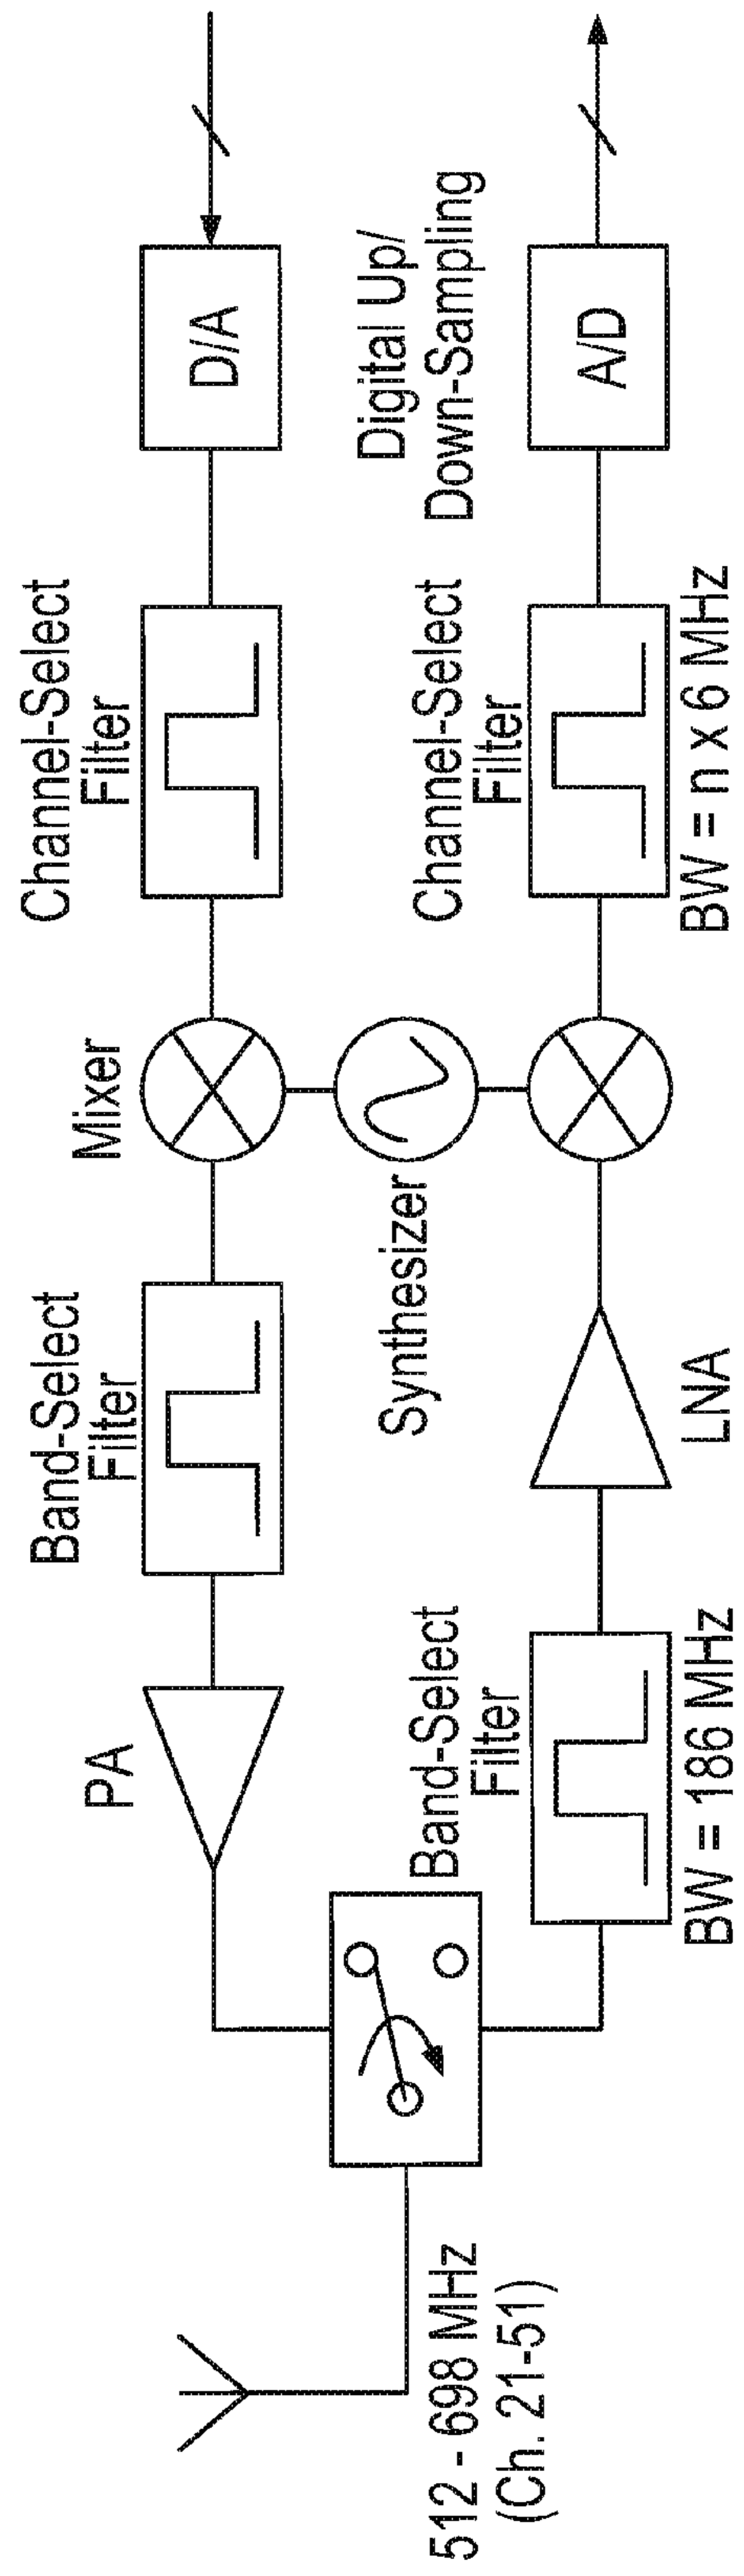 PA
Band-Select
Filter
Mixer
Channel-Select
Filter
D/A
512 - 698 MHz
(Ch. 21-51)
Synthesizer
Digital Up/
Down-Sampling
Band-Select
Filter
BW = 186 MHz
LNA
Channel-Select
Filter
BW = n x 6 MHz
A/D